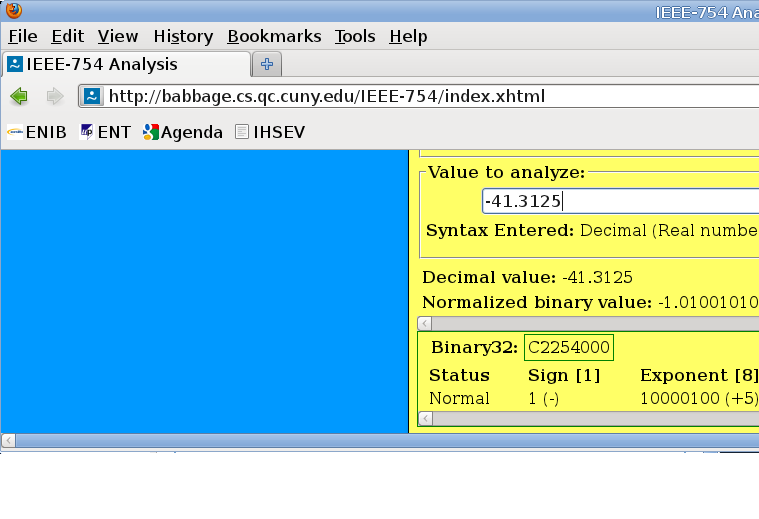 IEEE-754 Ana
File Edit View History Bookmarks Tools Help
IEEE-754 Analysis
http://babbage.cs.qc.cuny.edu/IEEE-754/index.xhtml
ENIB ENT Agenda IHSEV
Value to analyze:
-41.3125
Syntax Entered: Decimal (Real numbe
Decimal value: -41.3125
Normalized binary value: -1.01001010
Binary32: C2254000
Status Sign [1] Exponent [8]
Normal 1 (-) 10000100 (+5)